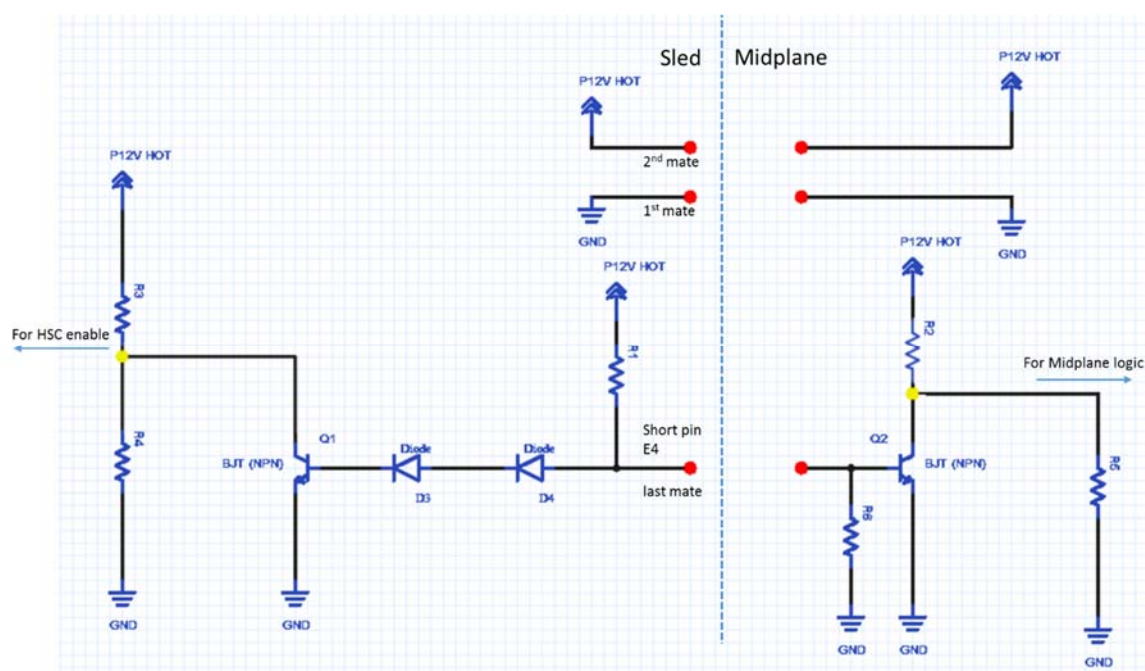 Sled
Midplane
P12V HOT
P12V HOT
2nd mate
P12V HOT
1st mate
GND
GND
P12V HOT
P12V HOT
R3
For HSC enable
R1
R2
For Midplane logic
R4
Q1
BJT (NPN)
Diode
D3
Diode
D4
Short pin
E4
last mate
Q2
BJT (NPN)
R5
R6
GND
GND
GND
GND
GND